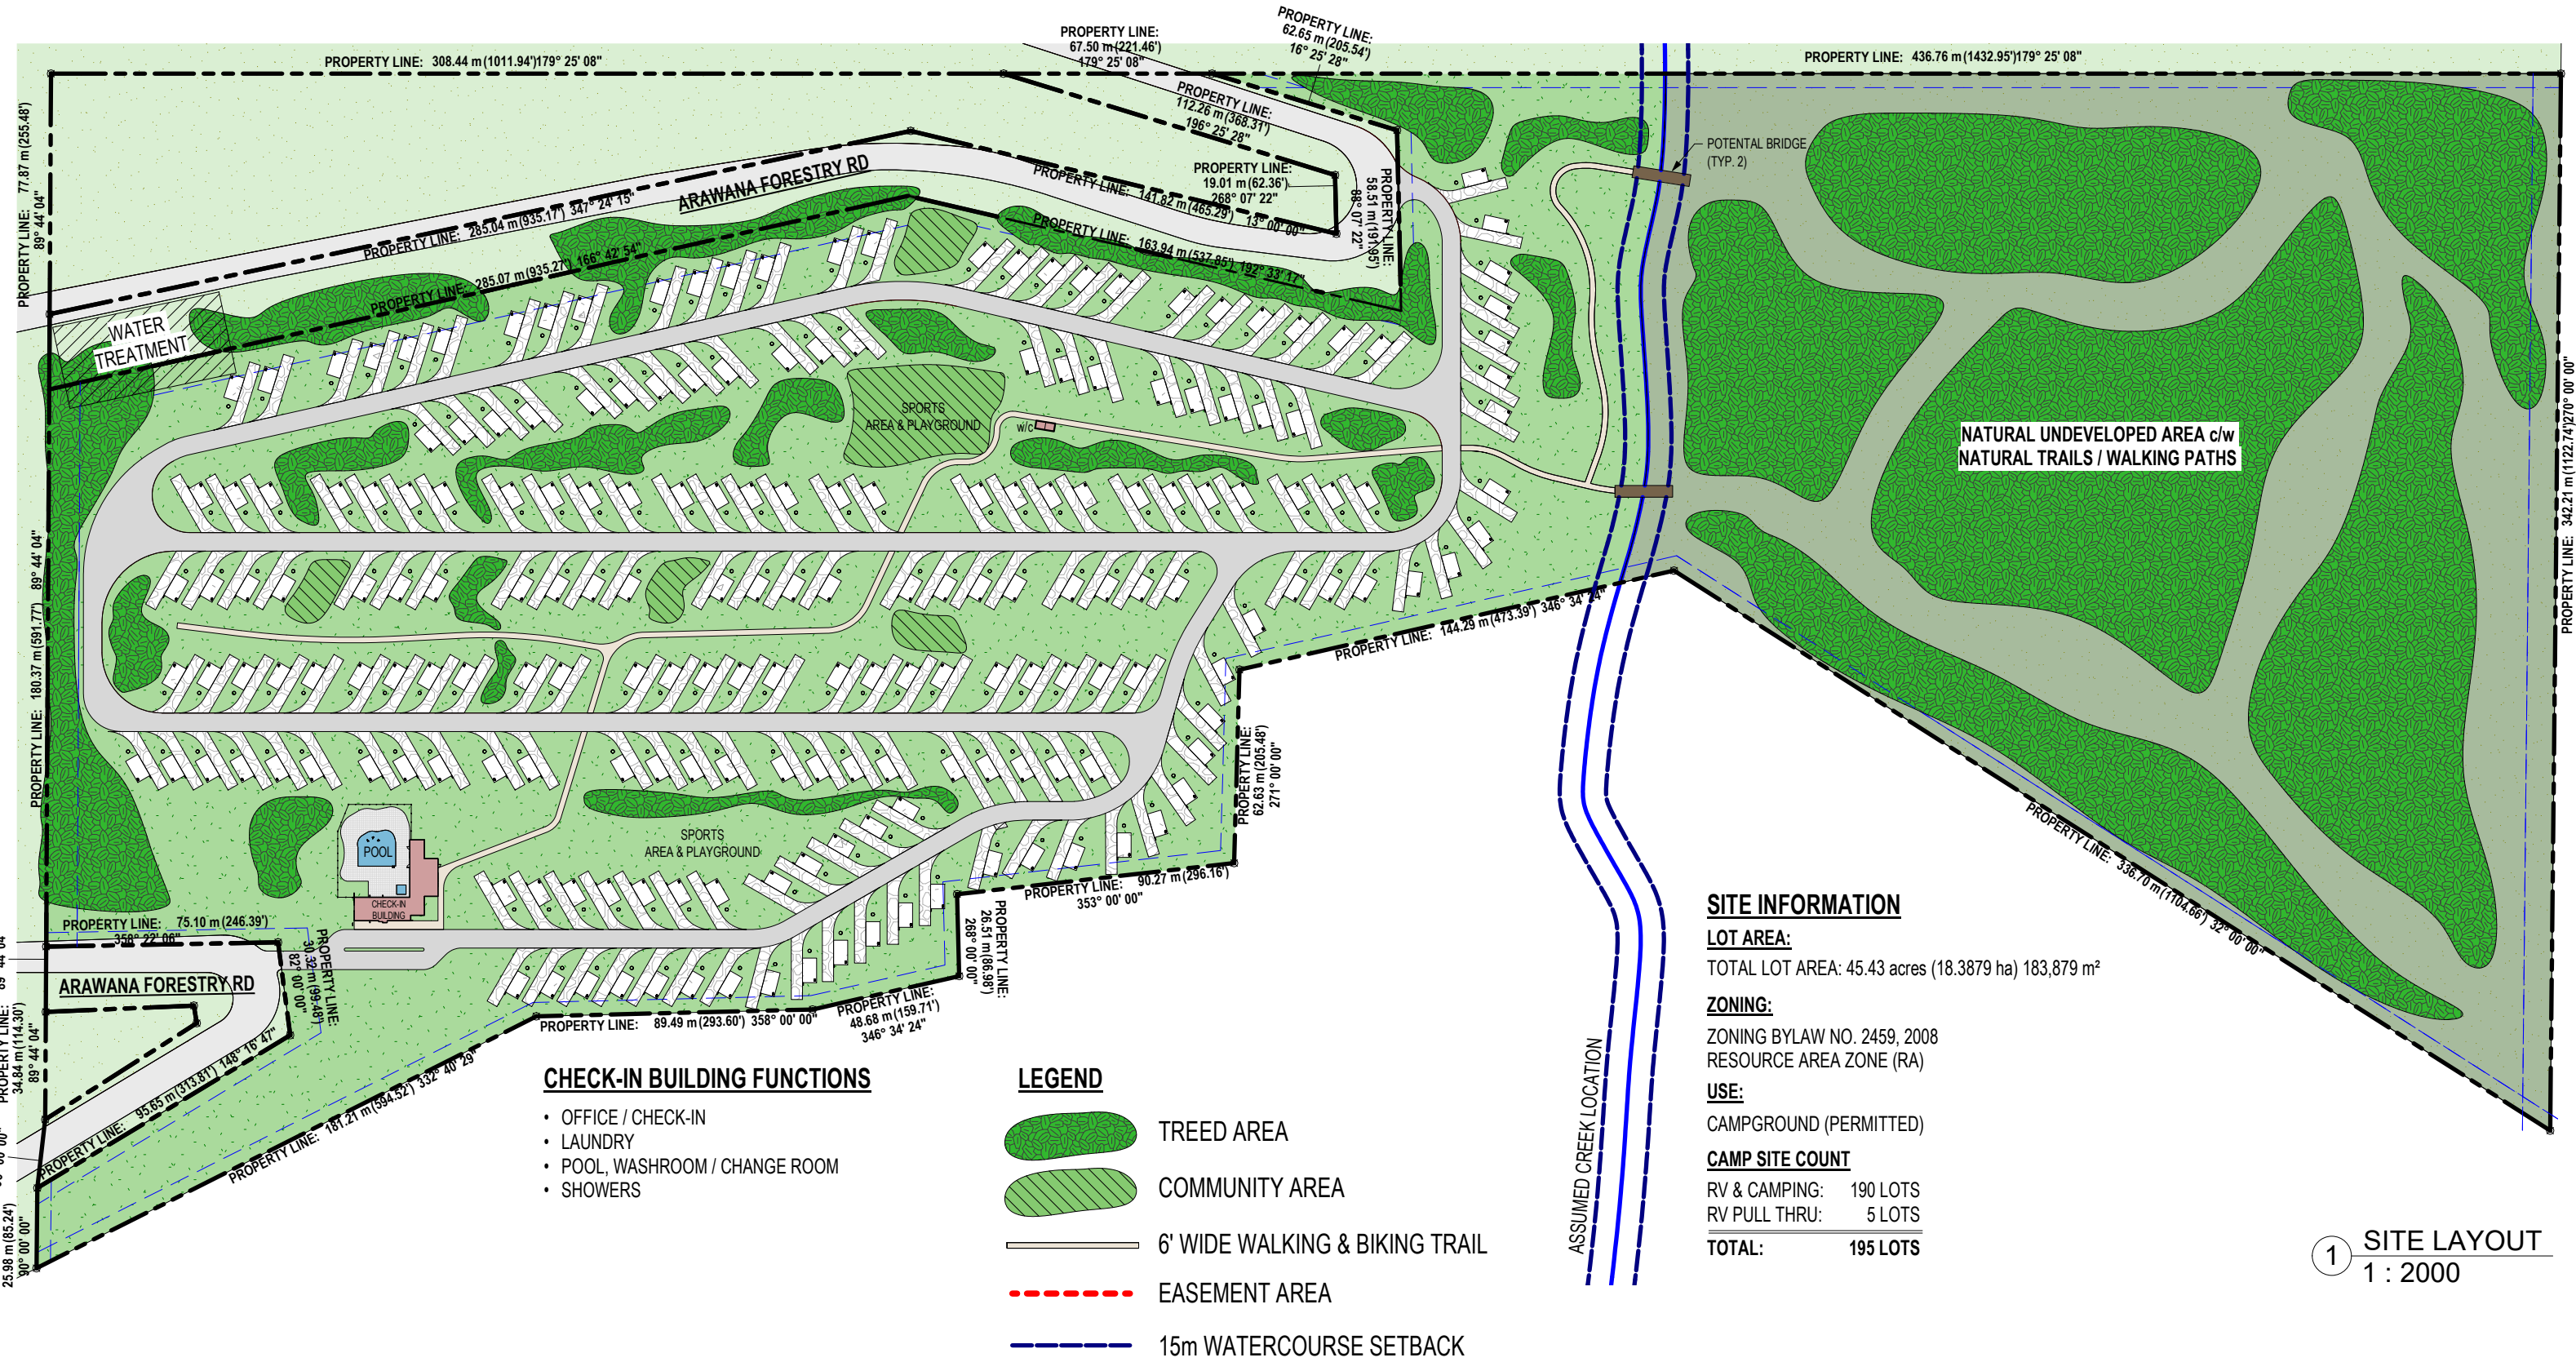 PROPERTY LINE: 308.44 m (1011.94')179° 25' 08"
PROPERTY LINE:
67.50 m (221.46')
179° 25' 08"
PROPERTY LINE:
62.65 m (205.54')
16° 25' 28"
PROPERTY LINE: 436.76 m (1432.95')179° 25' 08"
PROPERTY LINE: 77.87 m (255.48')
89° 44' 04"
PROPERTY LINE:
112.26 m (368.31')
196° 25' 28"
PROPERTY LINE:
19.01 m (62.36')
268° 07' 22"
PROPERTY LINE:
58.51 m (191.95')
88° 07' 22"
POTENTAL BRIDGE
(TYP. 2)
ARAWANA FORESTRY RD
PROPERTY LINE: 285.04 m (935.17') 347° 24' 15"
PROPERTY LINE: 141.82 m (465.29') 13° 00' 00"
PROPERTY LINE: 285.07 m (935.27') 166° 42' 54"
PROPERTY LINE: 163.94 m (537.85') 192° 33' 17"
WATER
TREATMENT
SPORTS
AREA & PLAYGROUND
W/C
NATURAL UNDEVELOPED AREA c/w
NATURAL TRAILS / WALKING PATHS
PROPERTY LINE: 342.21 m (1122.74')270° 00' 00"
PROPERTY LINE: 180.37 m (591.77') 89° 44' 04"
PROPERTY LINE: 144.29 m (473.39') 346° 34' 24"
PROPERTY LINE:
62.63 m (205.48')
271° 00' 00"
POOL
CHECK-IN
BUILDING
SPORTS
AREA & PLAYGROUND
PROPERTY LINE: 90.27 m (296.16')
353° 00' 00"
PROPERTY LINE:
26.51 m (86.98')
268° 00' 00"
PROPERTY LINE: 336.70 m (1104.66') 32° 00' 00"
PROPERTY LINE: 75.10 m (246.39')
358° 22' 06"
PROPERTY LINE:
30.32 m (99.48')
82° 00' 00"
ARAWANA FORESTRY RD
PROPERTY LINE:
34.84 m (114.30')
89° 44' 04"
PROPERTY LINE: 95.65 m (313.81') 148° 16' 47"
PROPERTY LINE: 181.21 m (594.52') 332° 40' 29"
PROPERTY LINE: 89.49 m (293.60') 358° 00' 00"
PROPERTY LINE:
48.68 m (159.71')
346° 34' 24"
25.98 m (85.24')
90° 00' 00"
CHECK-IN BUILDING FUNCTIONS
• OFFICE / CHECK-IN
• LAUNDRY
• POOL, WASHROOM / CHANGE ROOM
• SHOWERS
LEGEND
TREED AREA
COMMUNITY AREA
6' WIDE WALKING & BIKING TRAIL
EASEMENT AREA
15m WATERCOURSE SETBACK
ASSUMED CREEK LOCATION
SITE INFORMATION
LOT AREA:
TOTAL LOT AREA: 45.43 acres (18.3879 ha) 183,879 m²
ZONING:
ZONING BYLAW NO. 2459, 2008
RESOURCE AREA ZONE (RA)
USE:
CAMPGROUND (PERMITTED)
CAMP SITE COUNT
RV & CAMPING: 190 LOTS
RV PULL THRU: 5 LOTS
TOTAL: 195 LOTS
1 SITE LAYOUT
1 : 2000